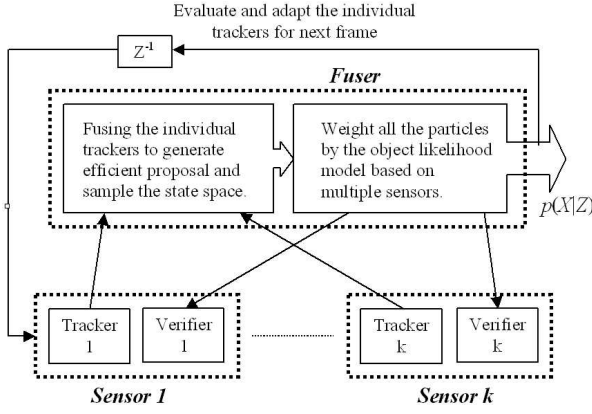 Evaluate and adapt the individual
trackers for next frame
Z-1
Fuser
Fusing the individual
trackers to generate
efficient proposal and
sample the state space.
Weight all the particles
by the object likelihood
model based on
multiple sensors.
p(X|Z)
Tracker
1
Verifier
1
Tracker
k
Verifier
k
Sensor 1
Sensor k